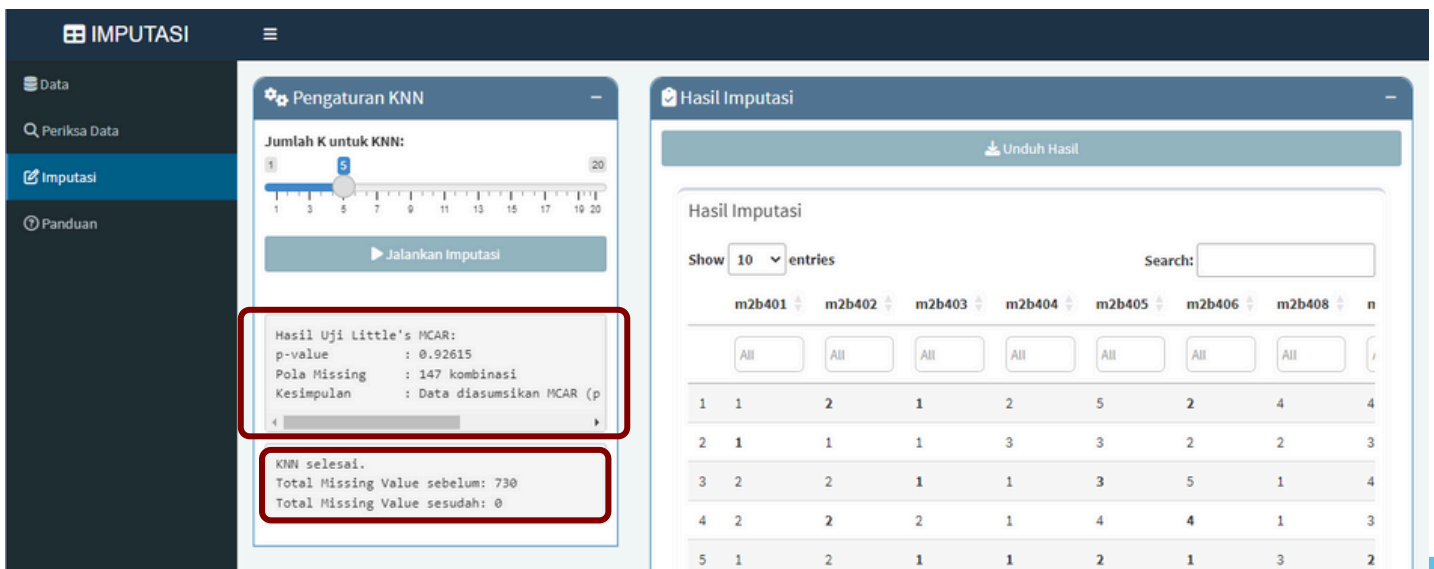 IMPUTASI
Data
Periksa Data
Imputasi
Panduan
Pengaturan KNN
Jumlah K untuk KNN:
1 5 20
1 3 5 7 9 11 13 15 17 19 20
Jalankan Imputasi
Hasil Uji Little's MCAR:
p-value : 0.92615
Pola Missing : 147 kombinasi
Kesimpulan : Data diasumsikan MCAR (p
KNN selesai.
Total Missing Value sebelum: 730
Total Missing Value sesudah: 0
Hasil Imputasi
Unduh Hasil
Hasil Imputasi
Show 10 entries Search:
m2b401 m2b402 m2b403 m2b404 m2b405 m2b406 m2b408
All All All All All All All
1 1 2 1 2 5 2 4 4
2 1 1 1 3 3 2 2 3
3 2 2 1 1 3 5 1 4
4 2 2 2 1 4 4 1 3
5 1 2 1 1 2 1 3 2